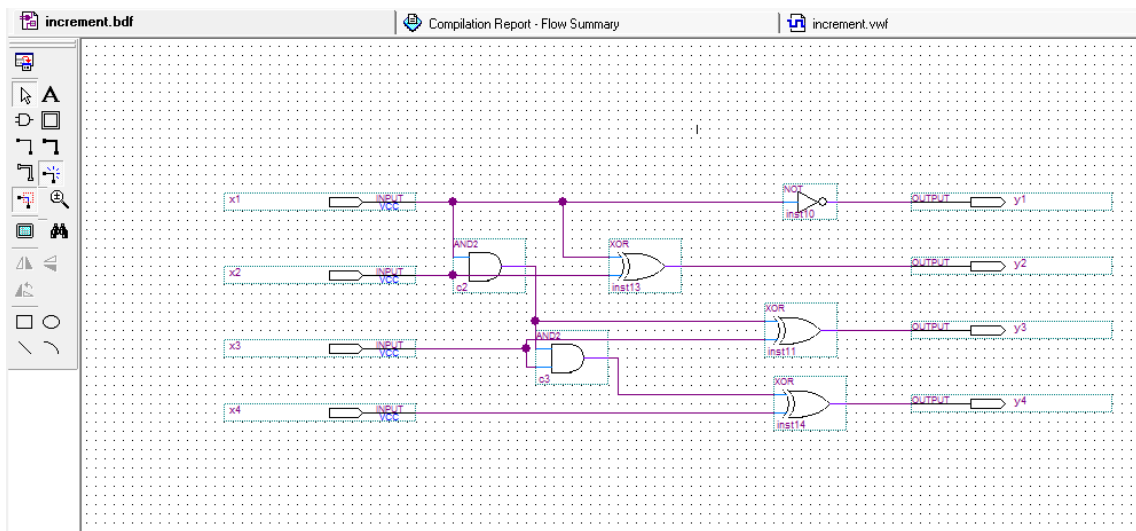 increment.bdf
Compilation Report - Flow Summary
increment.vwf
A
x1 INPUT VCC NOT inst10 OUTPUT y1
AND2 XOR
x2 INPUT VCC c2 inst13 OUTPUT y2
XOR
x3 INPUT VCC AND2 inst11 OUTPUT y3
c3
XOR
x4 INPUT VCC inst14 OUTPUT y4